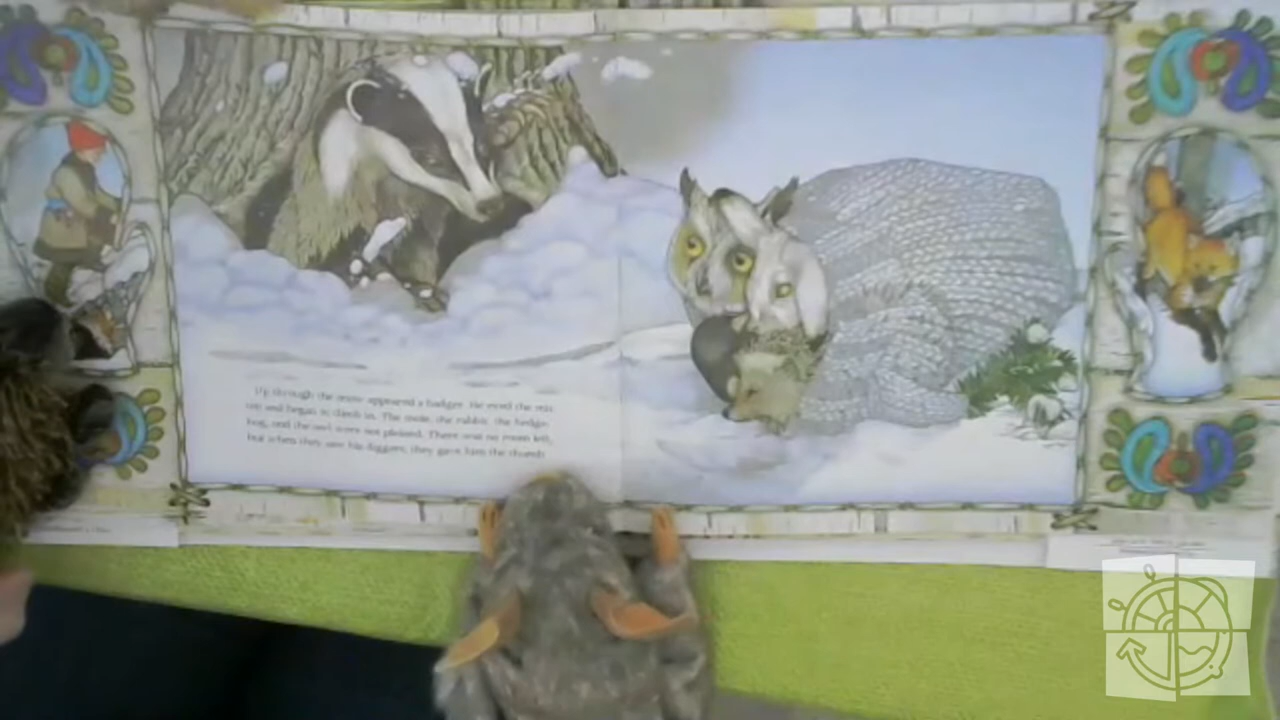 Up through the snow appeared a badger. He eyed the mitten
and began to climb in. The mole, the rabbit, the hedge-
hog, and the owl were not pleased. There was no room left,
but when they saw his diggers, they gave him the thumb.